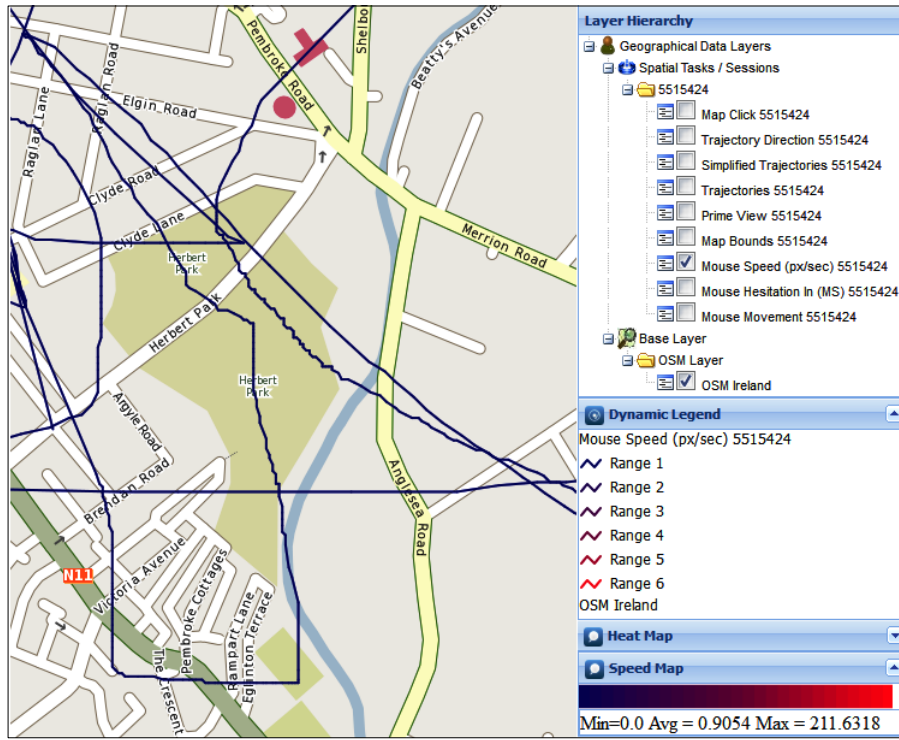 Pembroke Road
Shelbo
Beatty's Avenue
Raglan Road
Raglan Lane
Elgin Road
Clyde Road
Clyde Lane
Herbert
Park
Merrion Road
Herbert Park
Herbert
Park
Argyle Road
Brendan Road
Anglesea Road
N11
Victoria Avenue
Pembroke Cottages
Rampart Lane
Eglinton Terrace
The Crescent
Layer Hierarchy
Geographical Data Layers
Spatial Tasks / Sessions
5515424
Map Click 5515424
Trajectory Direction 5515424
Simplified Trajectories 5515424
Trajectories 5515424
Prime View 5515424
Map Bounds 5515424
Mouse Speed (px/sec) 5515424
Mouse Hesitation In (MS) 5515424
Mouse Movement 5515424
Base Layer
OSM Layer
OSM Ireland
Dynamic Legend
Mouse Speed (px/sec) 5515424
Range 1
Range 2
Range 3
Range 4
Range 5
Range 6
OSM Ireland
Heat Map
Speed Map
Min=0.0 Avg = 0.9054 Max = 211.6318